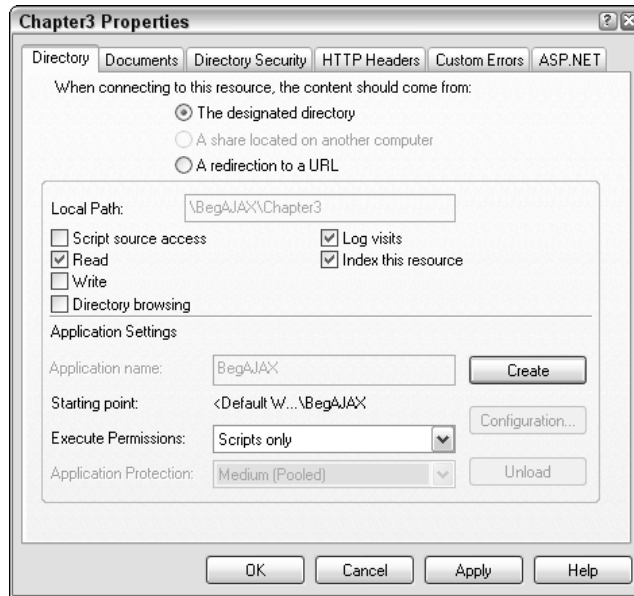 Chapter3 Properties
Directory Documents Directory Security HTTP Headers Custom Errors ASP.NET
When connecting to this resource, the content should come from:
The designated directory
A share located on another computer
A redirection to a URL
Local Path: \BegAJAX\Chapter3
Script source access Log visits
Read Index this resource
Write
Directory browsing
Application Settings
Application name: BegAJAX Create
Starting point: <Default W...\BegAJAX
Configuration...
Execute Permissions: Scripts only
Application Protection: Medium (Pooled) Unload
OK Cancel Apply Help